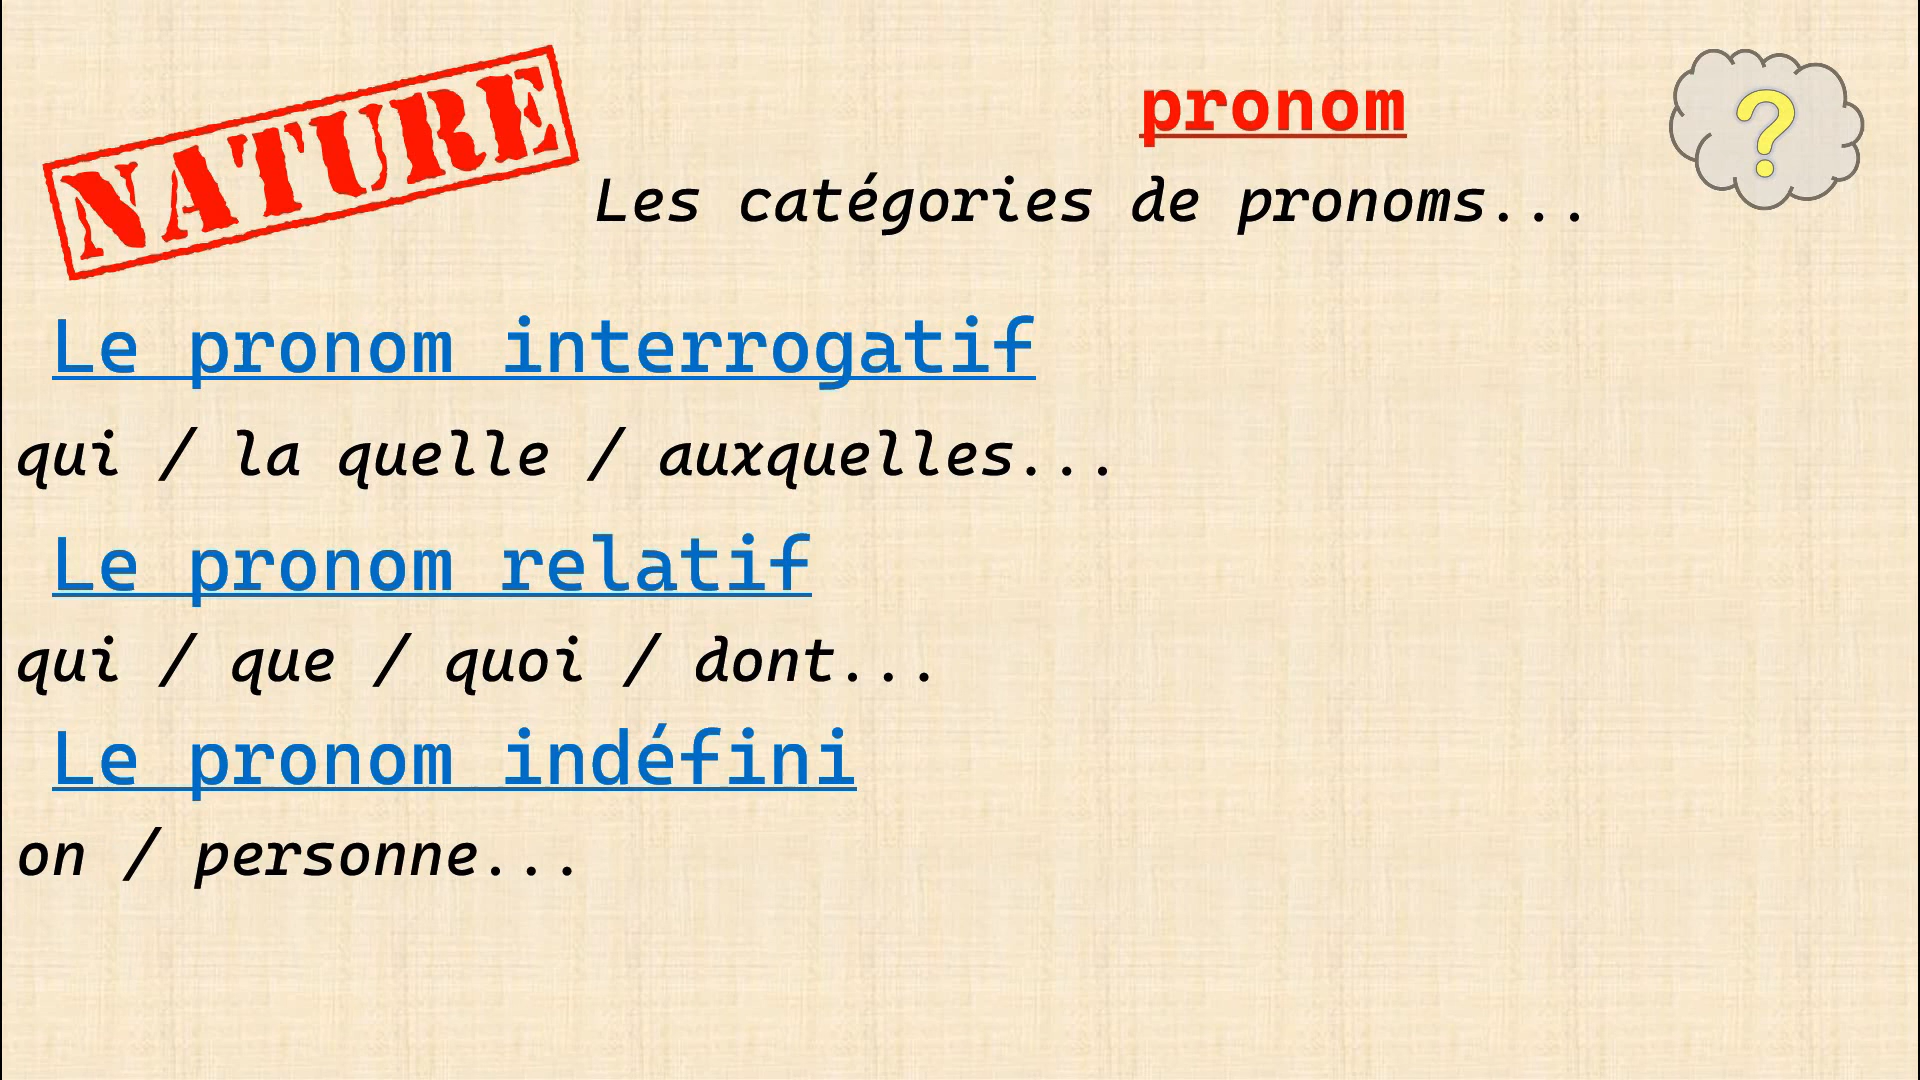 NATURE
pronom
?
Les catégories de pronoms...
Le pronom interrogatif
qui / la quelle / auxquelles...
Le pronom relatif
qui / que / quoi / dont...
Le pronom indéfini
on / personne...